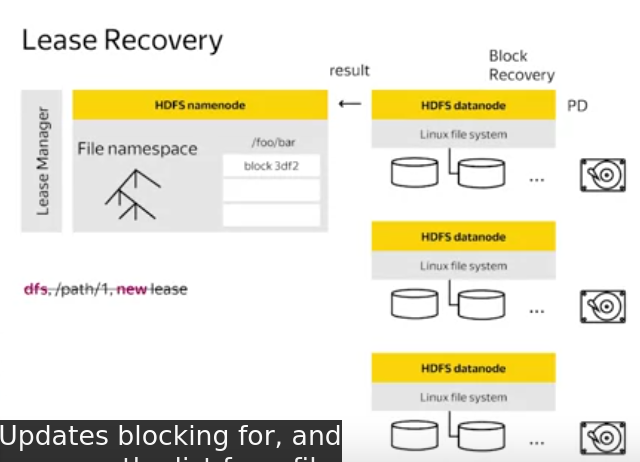 Lease Recovery
result
Block
Recovery
Lease Manager
HDFS namenode
File namespace
/foo/bar
block 3df2
HDFS datanode
PD
Linux file system
...
HDFS datanode
Linux file system
...
dfs, /path/1, new lease
HDFS datanode
Linux file system
...
Updates blocking for, and